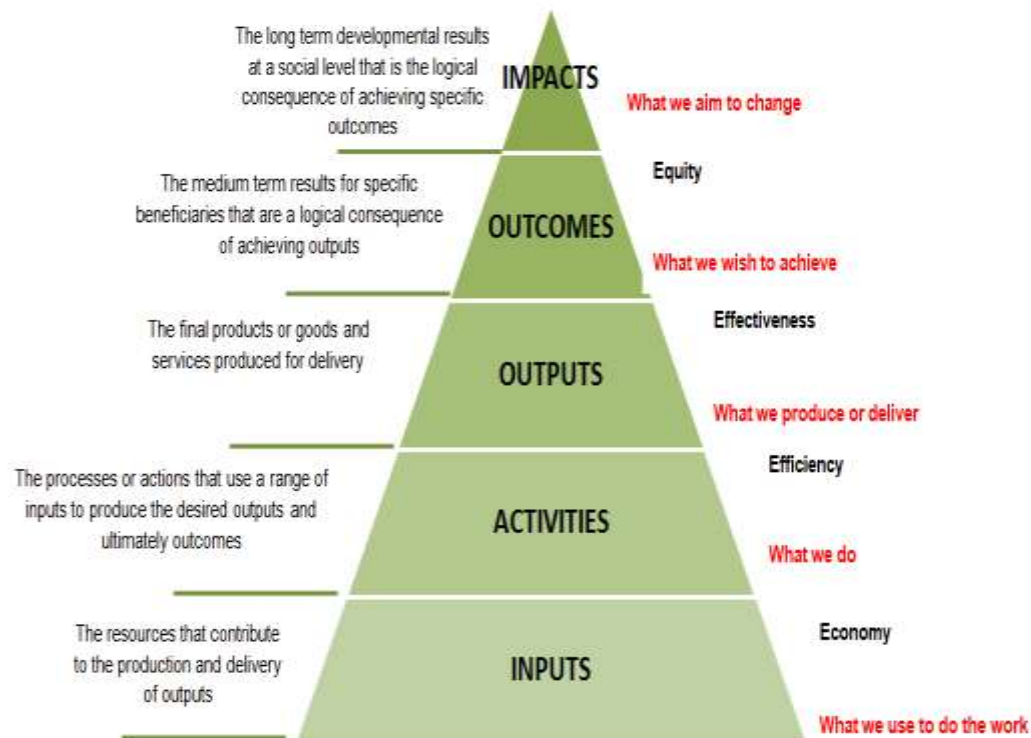 The long term developmental results
at a social level that is the logical
consequence of achieving specific
outcomes
IMPACTS
What we aim to change
Equity
The medium term results for specific
beneficiaries that are a logical consequence
of achieving outputs
OUTCOMES
What we wish to achieve
Effectiveness
The final products or goods and
services produced for delivery
OUTPUTS
What we produce or deliver
Efficiency
The processes or actions that use a range of
inputs to produce the desired outputs and
ultimately outcomes
ACTIVITIES
What we do
Economy
The resources that contribute
to the production and delivery
of outputs
INPUTS
What we use to do the work